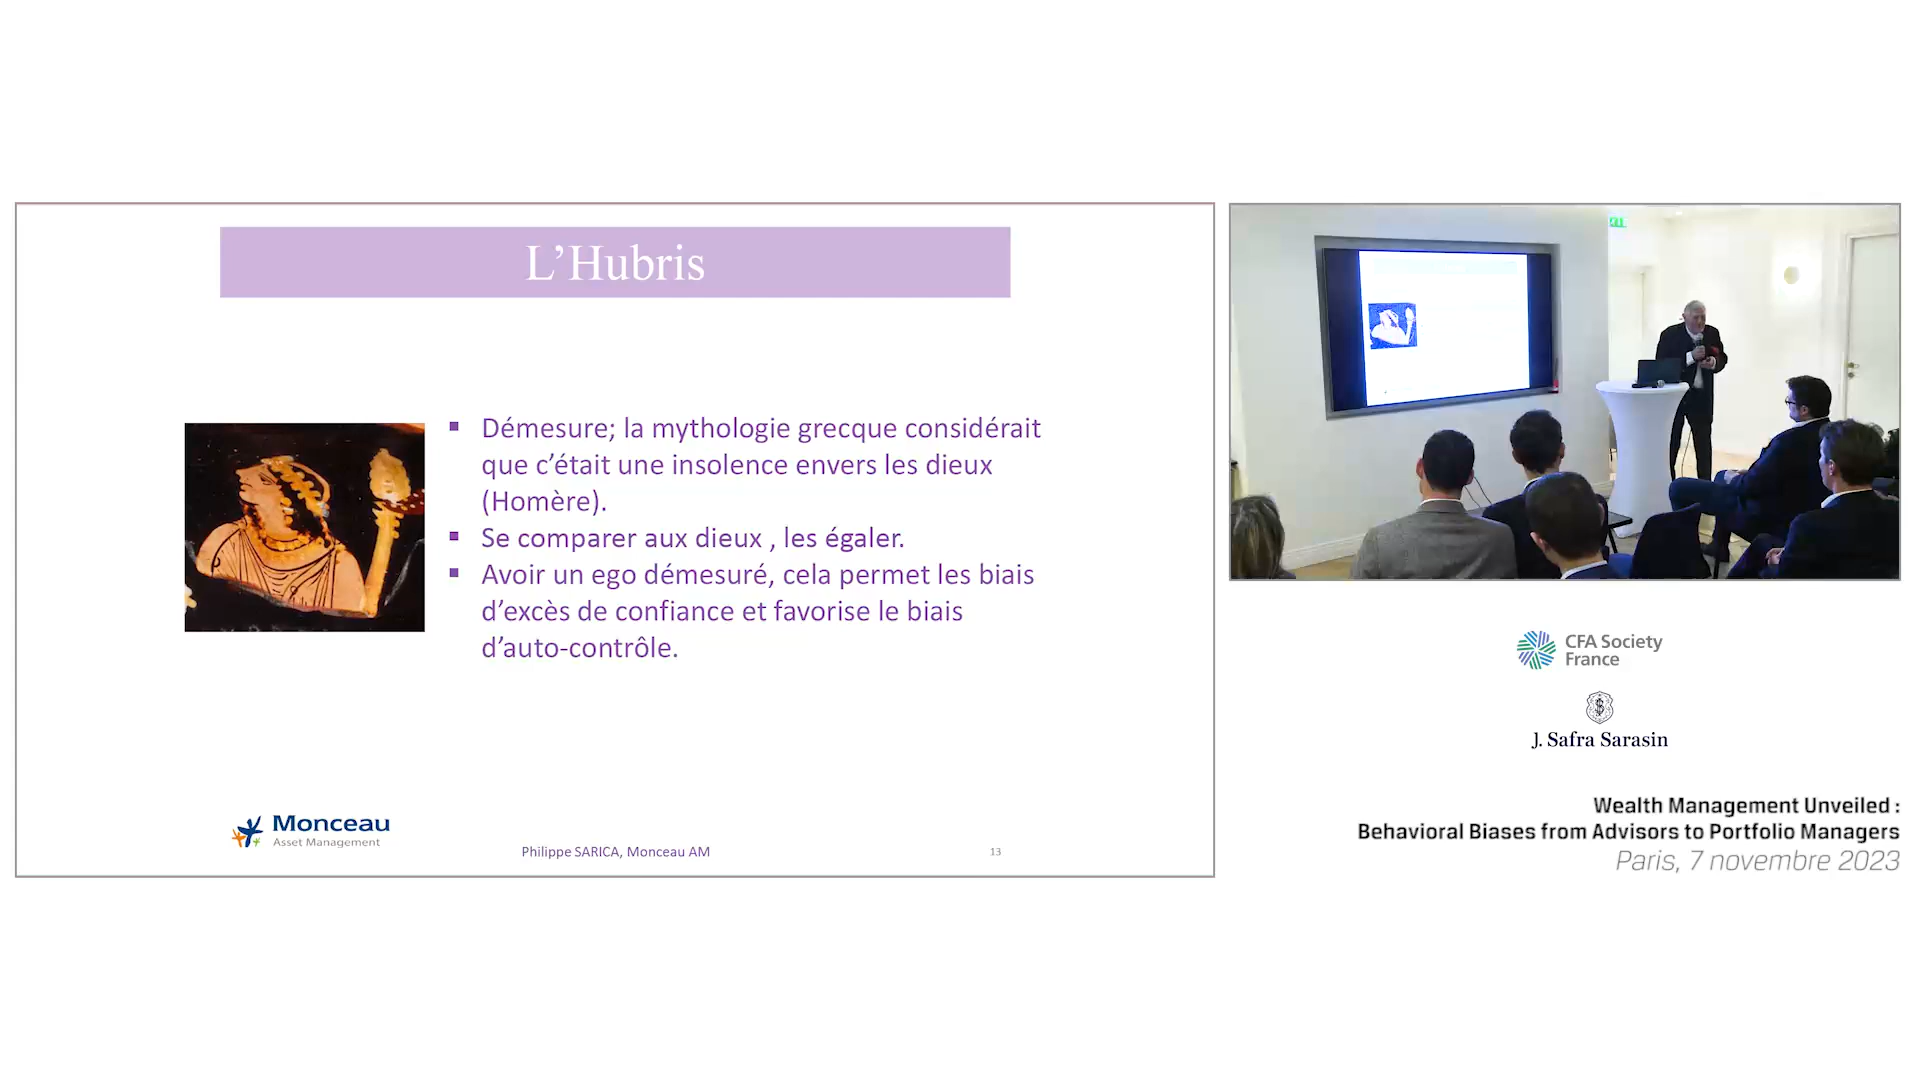 L’Hubris
▪ Démesure; la mythologie grecque considérait
que c’était une insolence envers les dieux
(Homère).
▪ Se comparer aux dieux , les égaler.
▪ Avoir un ego démesuré, cela permet les biais
d’excès de confiance et favorise le biais
d’auto-contrôle.
Monceau
Asset Management
Philippe SARICA, Monceau AM
13
CFA Society
France
J. Safra Sarasin
Wealth Management Unveiled :
Behavioral Biases from Advisors to Portfolio Managers
Paris, 7 novembre 2023